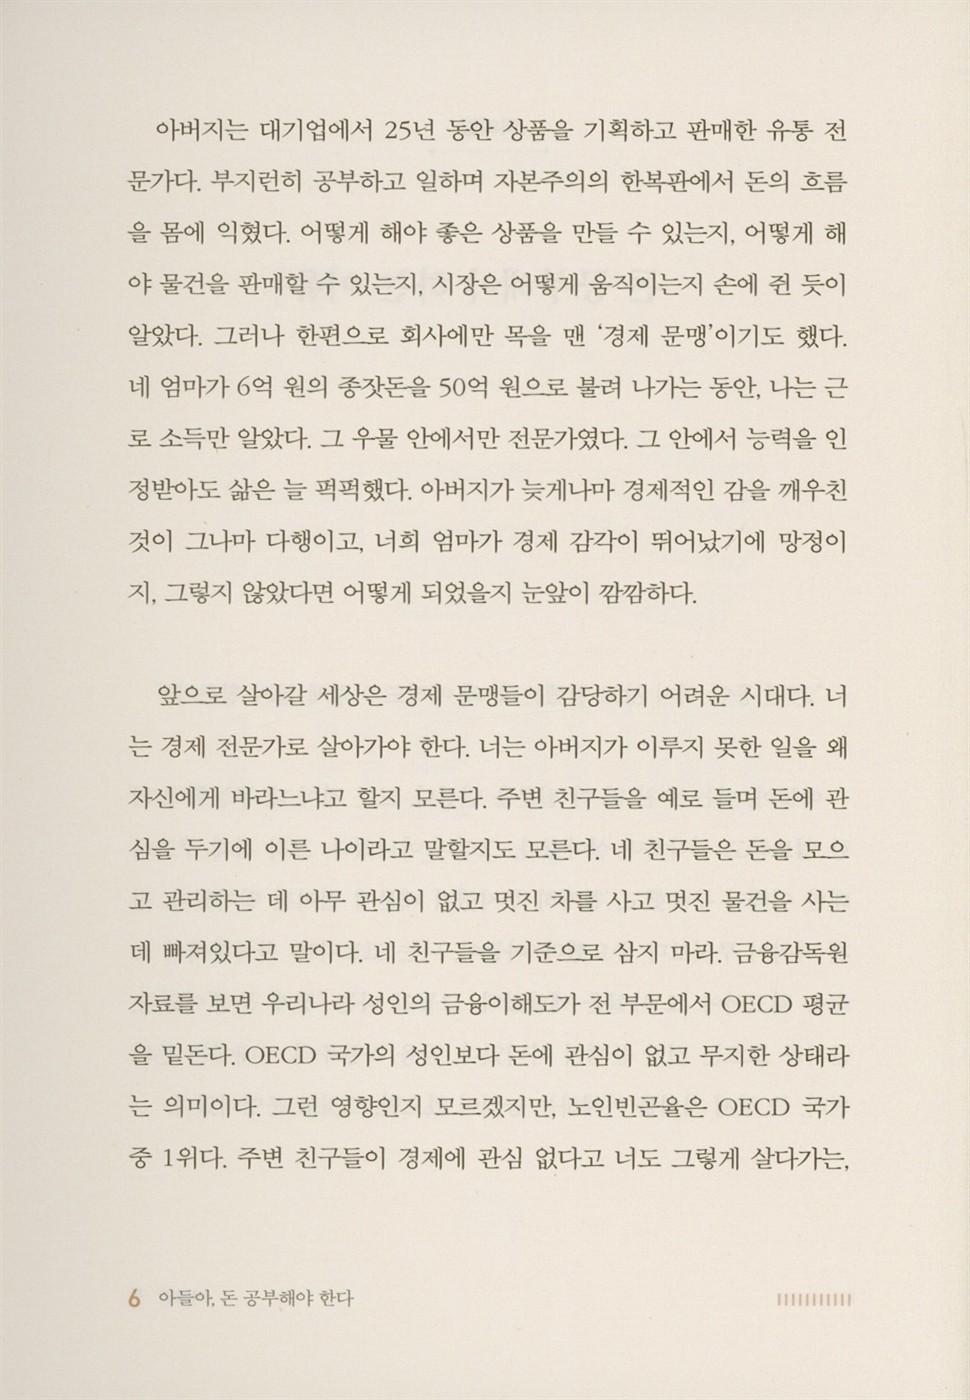 아버지는 대기업에서 25년 동안 상품을 기획하고 판매한 유통 전
문가다. 부지런히 공부하고 일하며 자본주의의 한복판에서 돈의 흐름
을 몸에 익혔다. 어떻게 해야 좋은 상품을 만들 수 있는지, 어떻게 해
야 물건을 판매할 수 있는지, 시장은 어떻게 움직이는지 손에 쥔 듯이
알았다. 그러나 한편으로 회사에만 목을 맨 ‘경제 문맹’이기도 했다.
네 엄마가 6억 원의 종잣돈을 50억 원으로 불려 나가는 동안, 나는 근
로 소득만 알았다. 그 우물 안에서만 전문가였다. 그 안에서 능력을 인
정받아도 삶은 늘 퍽퍽했다. 아버지가 늦게나마 경제적인 감을 깨우친
것이 그나마 다행이고, 너희 엄마가 경제 감각이 뛰어났기에 망정이
지, 그렇지 않았다면 어떻게 되었을지 눈앞이 깜깜하다.
앞으로 살아갈 세상은 경제 문맹들이 감당하기 어려운 시대다. 너
는 경제 전문가로 살아가야 한다. 너는 아버지가 이루지 못한 일을 왜
자신에게 바라느냐고 할지 모른다. 주변 친구들을 예로 들며 돈에 관
심을 두기에 이른 나이라고 말할지도 모른다. 네 친구들은 돈을 모으
고 관리하는 데 아무 관심이 없고 멋진 차를 사고 멋진 물건을 사는
데 빠져있다고 말이다. 네 친구들을 기준으로 삼지 마라. 금융감독원
자료를 보면 우리나라 성인의 금융이해도가 전 부문에서 OECD 평균
을 밑돈다. OECD 국가의 성인보다 돈에 관심이 없고 무지한 상태라
는 의미이다. 그런 영향인지 모르겠지만, 노인빈곤율은 OECD 국가
중 1위다. 주변 친구들이 경제에 관심 없다고 너도 그렇게 살다가는,
6 아들아, 돈 공부해야 한다